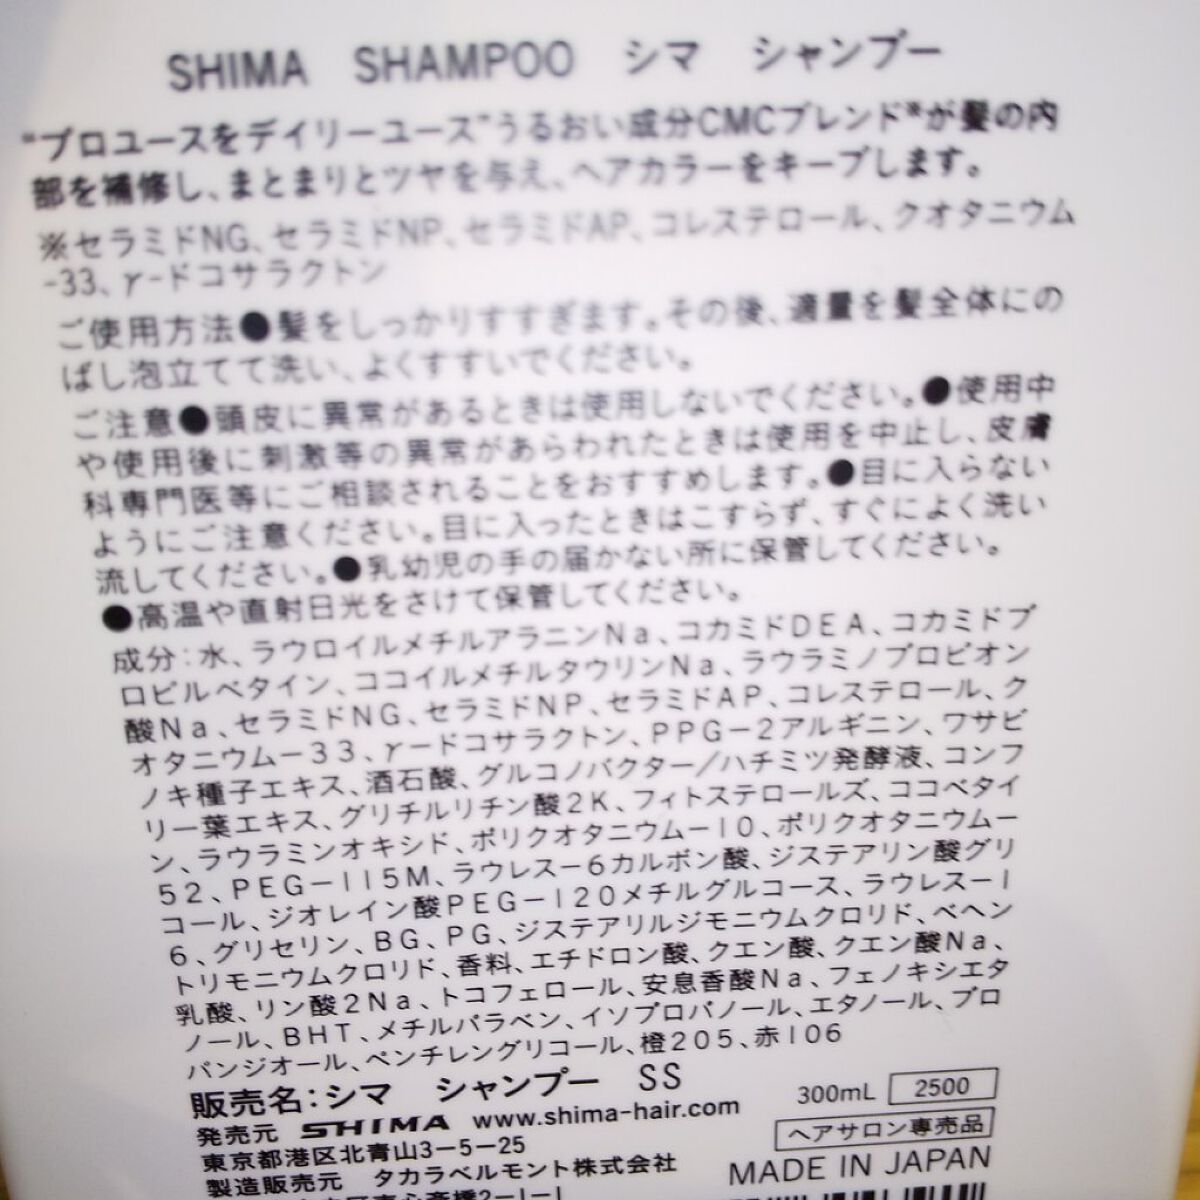 SHIMA SHAMPOO シマ シャンプー
“プロユースをデイリーユース”うるおい成分CMCブレンド※が髪の内
部を補修し、まとまりとツヤを与え、ヘアカラーをキープします。
※セラミドNG、セラミドNP、セラミドAP、コレステロール、クオタニウム
-33、γ-ドコサラクトン
ご使用方法●髪をしっかりすすぎます。その後、適量を髪全体にの
ばし泡立てて洗い、よくすすいでください。
ご注意●頭皮に異常があるときは使用しないでください。●使用中
や使用後に刺激等の異常があらわれたときは使用を中止し、皮膚
科専門医等にご相談されることをおすすめします。●目に入らない
ようにご注意ください。目に入ったときはこすらず、すぐによく洗い
流してください。●乳幼児の手の届かない所に保管してください。
●高温や直射日光をさけて保管してください。
成分：水、ラウロイルメチルアラニンNa、コカミドDEA、コカミドプ
ロピルベタイン、ココイルメチルタウリンNa、ラウラミノプロピオン
酸Na、セラミドNG、セラミドNP、セラミドAP、コレステロール、ク
オタニウム－33、γ－ドコサラクトン、PPG－2アルギニン、ワサビ
ノキ種子エキス、酒石酸、グルコノバクター/ハチミツ発酵液、コンフ
リー葉エキス、グリチルリチン酸2K、フィトステロールズ、ココベタイ
ン、ラウラミンオキシド、ポリクオタニウム－10、ポリクオタニウム－
52、PEG－115M、ラウレス－6カルボン酸、ジステアリン酸グリ
コール、ジオレイン酸PEG－120メチルグルコース、ラウレス－1
6、グリセリン、BG、PG、ジステアリルジモニウムクロリド、ベヘン
トリモニウムクロリド、香料、エチドロン酸、クエン酸、クエン酸Na、
乳酸、リン酸2Na、トコフェロール、安息香酸Na、フェノキシエタ
ノール、BHT、メチルパラベン、イソプロパノール、エタノール、プロ
パンジオール、ペンチレングリコール、橙205、赤106
販売名：シマ シャンプー SS 300mL 2500
発売元 SHIMA www.shima-hair.com ヘアサロン専売品
東京都港区北青山3－5－25
製造販売元 タカラベルモント株式会社 MADE IN JAPAN
区東心斎橋2－1－1